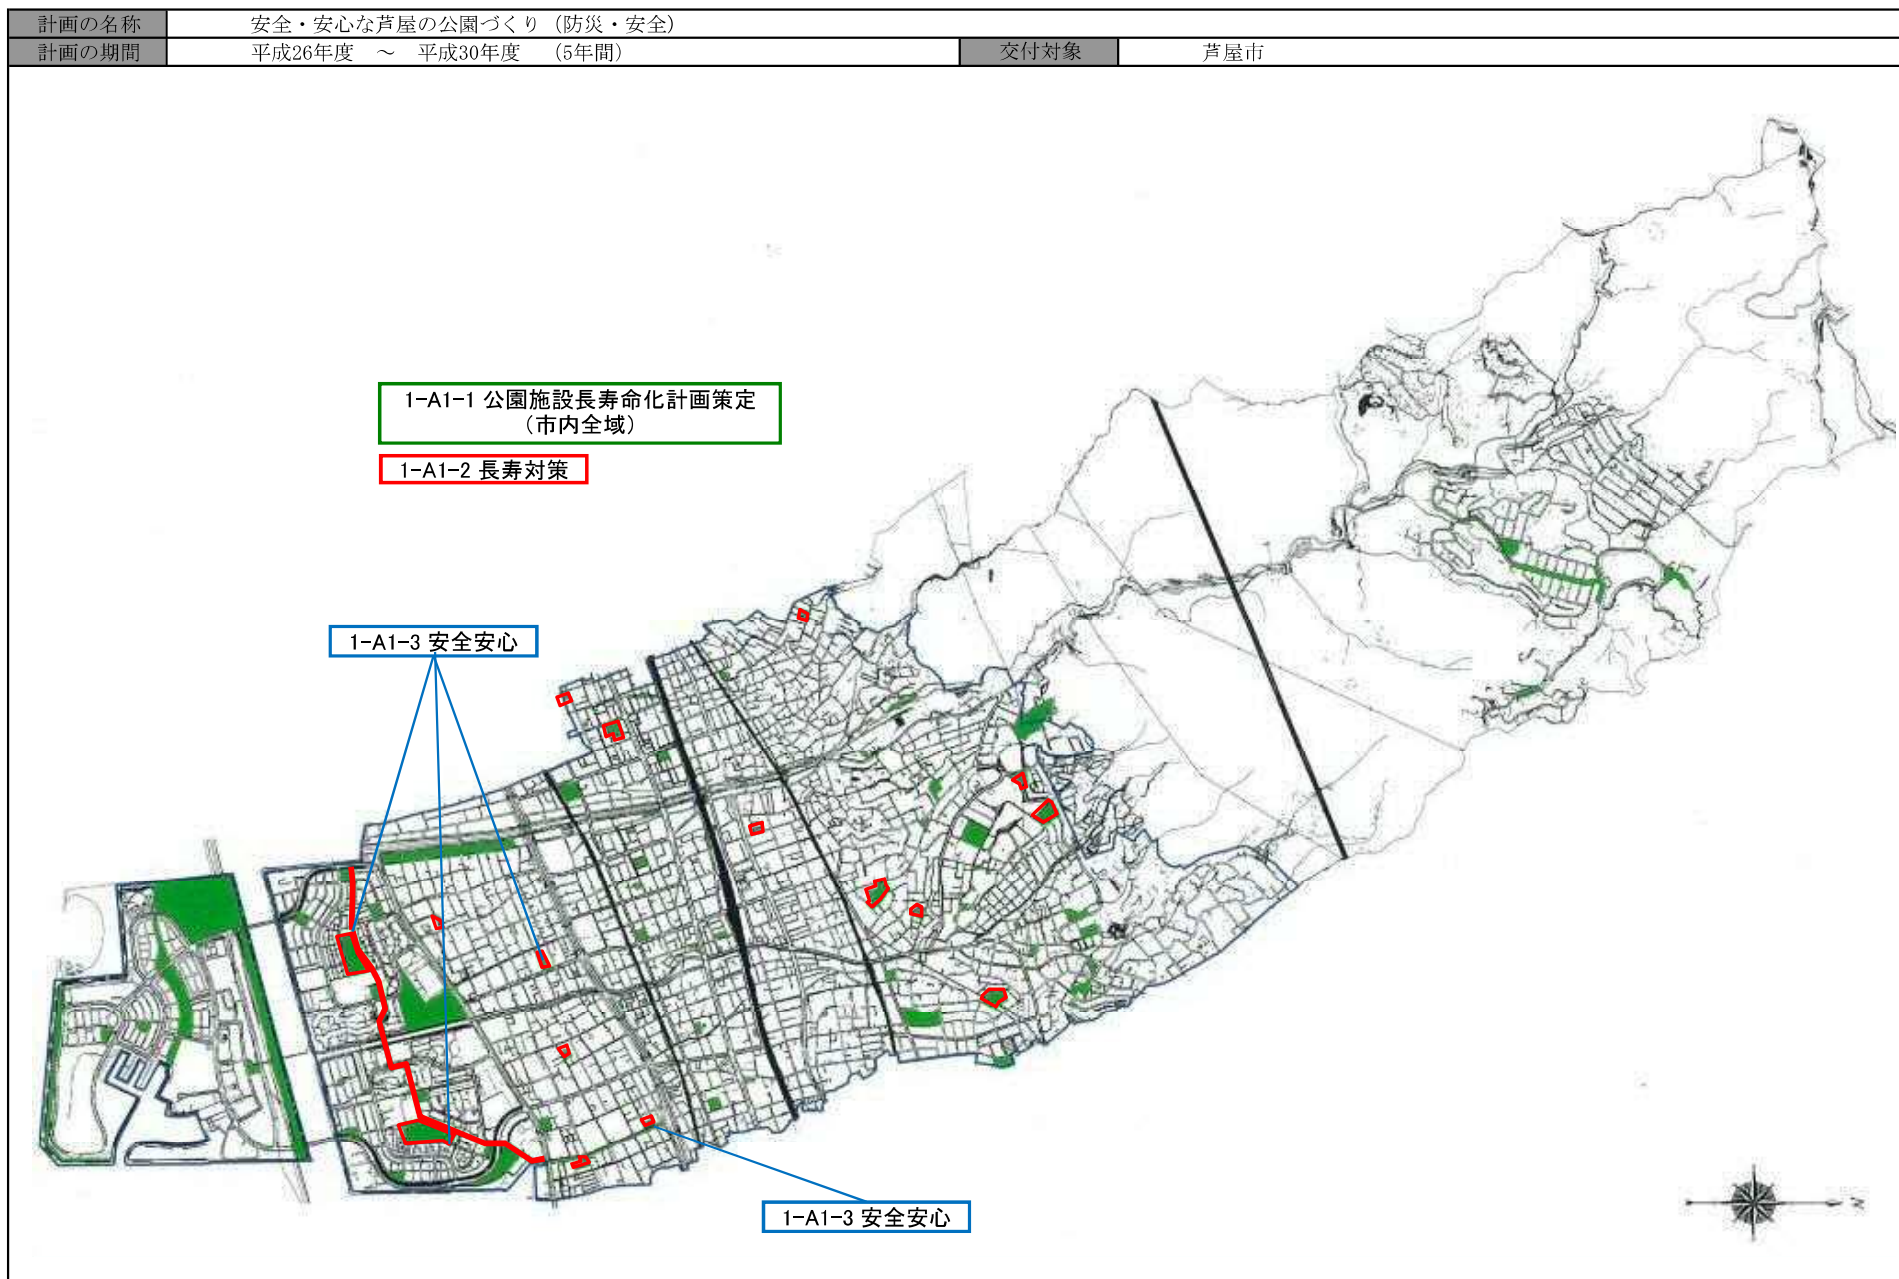 計画の名称 安全・安心な芦屋の公園づくり（防災・安全）
計画の期間 平成26年度　～　平成30年度　（5年間） 交付対象 芦屋市
1-A1-1 公園施設長寿命化計画策定
（市内全域）
1-A1-2 長寿対策
1-A1-3 安全安心
1-A1-3 安全安心
N